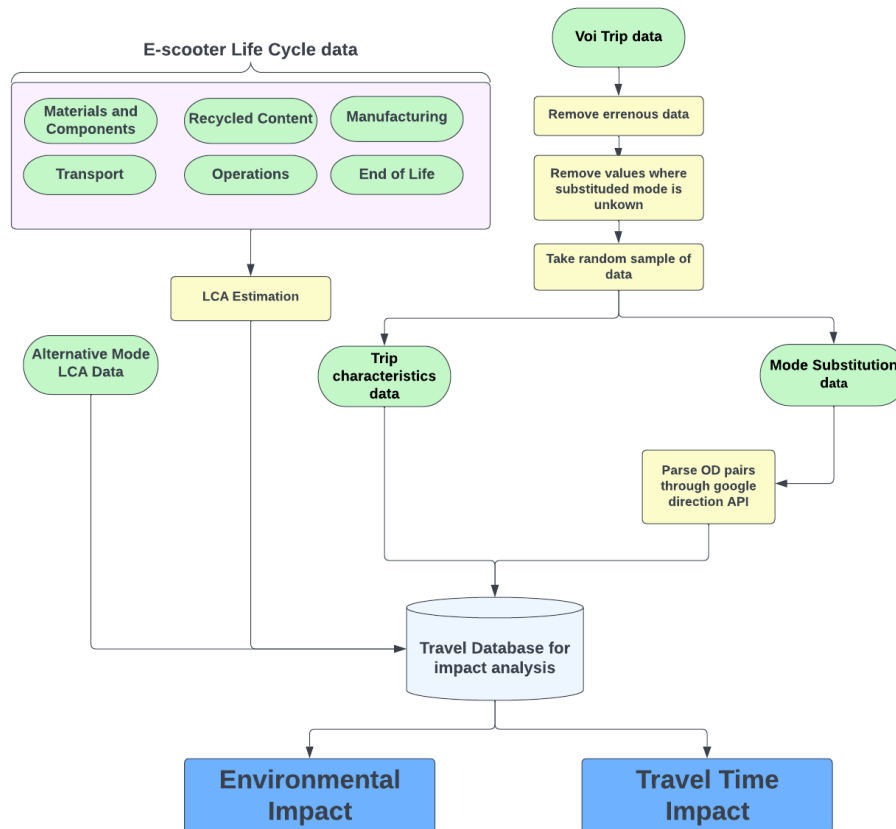 E-scooter Life Cycle data
Materials and
Components
Recycled Content
Manufacturing
Transport
Operations
End of Life
LCA Estimation
Alternative Mode
LCA Data
Voi Trip data
Remove errenous data
Remove values where
substituded mode is
unkown
Take random sample of
data
Trip
characteristics
data
Mode Substitution
data
Parse OD pairs
through google
direction API
Travel Database for
impact analysis
Environmental
Impact
Travel Time
Impact